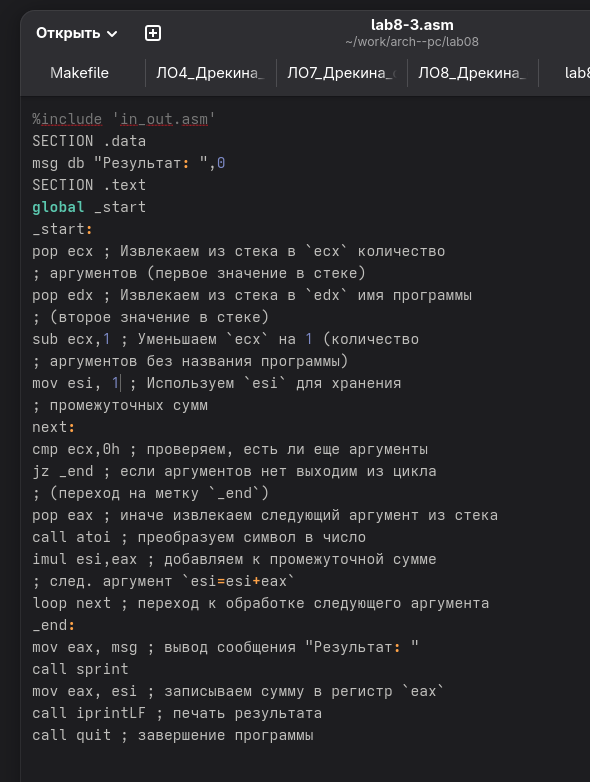 Открыть
lab8-3.asm
~/work/arch--pc/lab08
Makefile
ЛО4_Дрекина_
ЛО7_Дрекина_
ЛО8_Дрекина_
lab8
%include 'in_out.asm'
SECTION .data
msg db "Результат: ",0
SECTION .text
global _start
_start:
pop ecx ; Извлекаем из стека в `ecx` количество
; аргументов (первое значение в стеке)
pop edx ; Извлекаем из стека в `edx` имя программы
; (второе значение в стеке)
sub ecx,1 ; Уменьшаем `ecx` на 1 (количество
; аргументов без названия программы)
mov esi, 1 ; Используем `esi` для хранения
; промежуточных сумм
next:
cmp ecx,0h ; проверяем, есть ли еще аргументы
jz _end ; если аргументов нет выходим из цикла
; (переход на метку `_end`)
pop eax ; иначе извлекаем следующий аргумент из стека
call atoi ; преобразуем символ в число
imul esi,eax ; добавляем к промежуточной сумме
; след. аргумент `esi=esi+eax`
loop next ; переход к обработке следующего аргумента
_end:
mov eax, msg ; вывод сообщения "Результат: "
call sprint
mov eax, esi ; записываем сумму в регистр `eax`
call iprintLF ; печать результата
call quit ; завершение программы